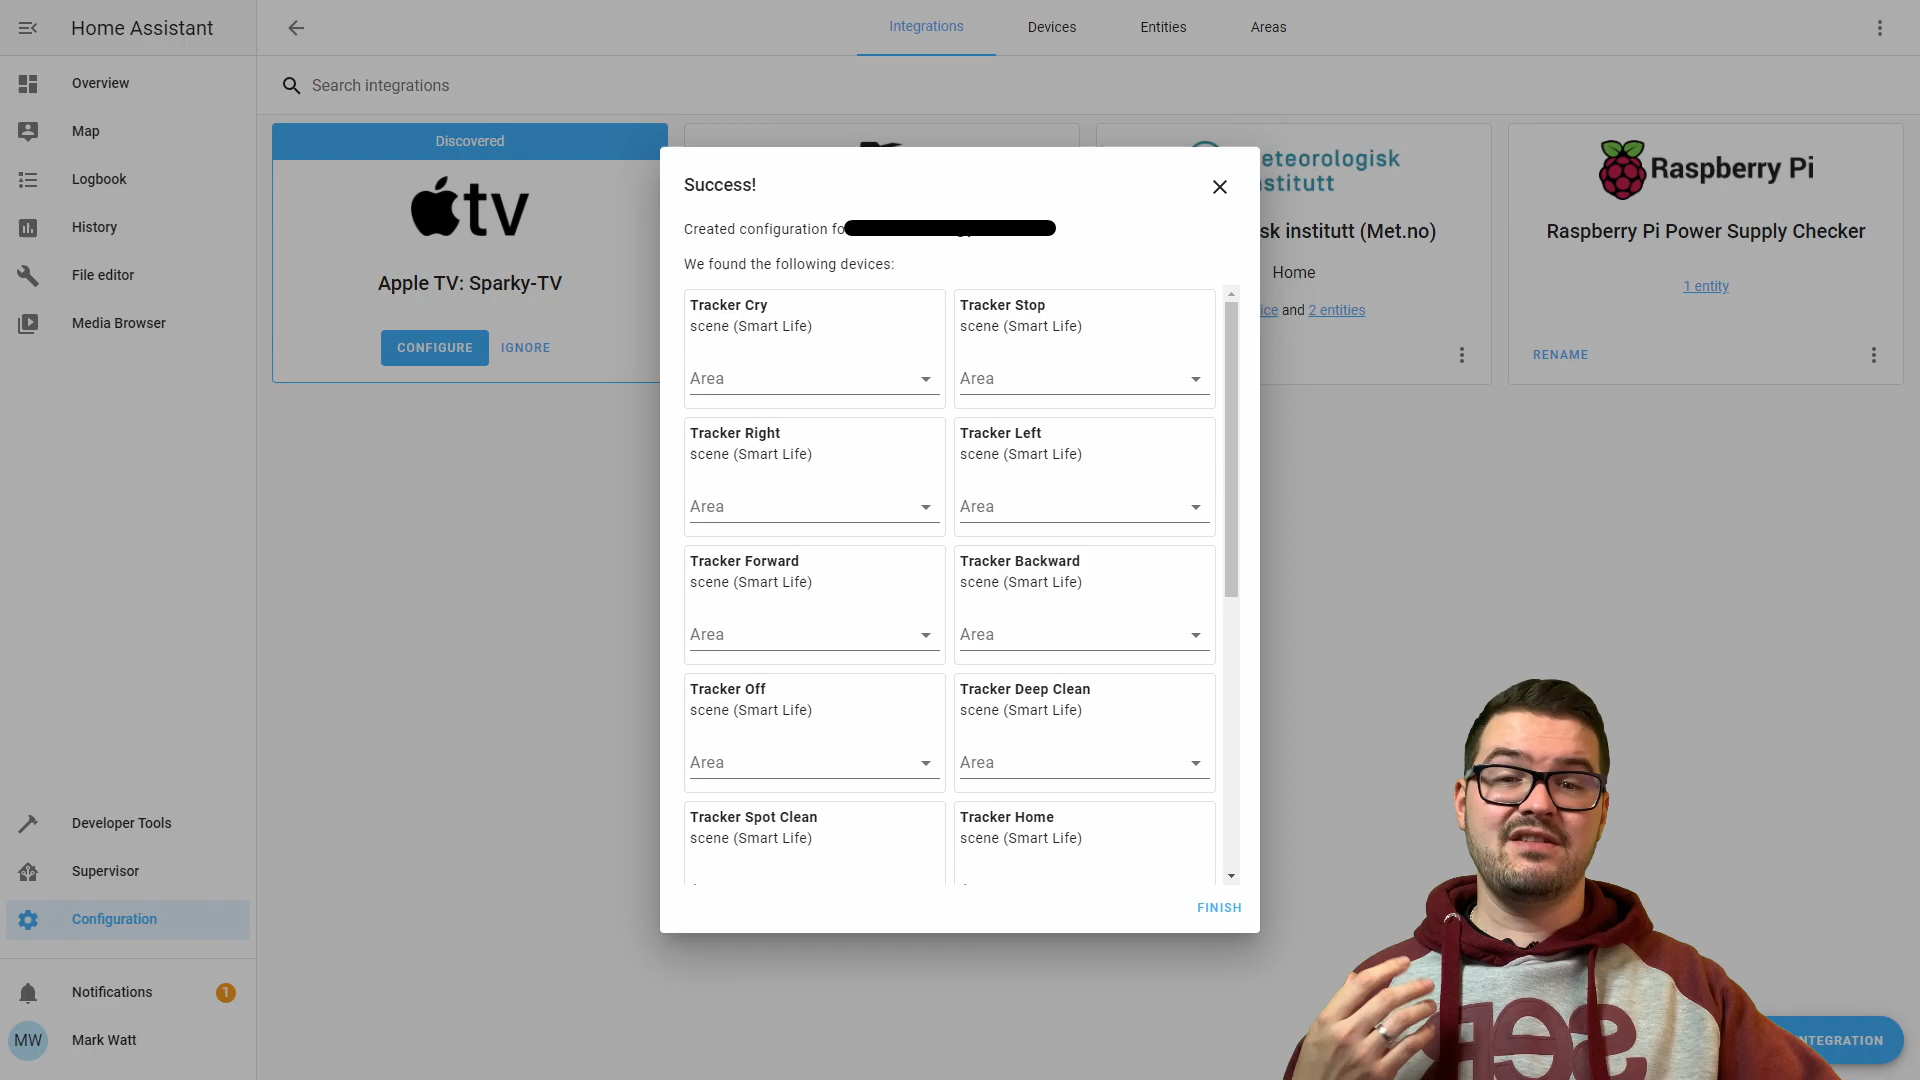 Home Assistant
Integrations
Devices
Entities
Areas
Overview
Map
Logbook
History
File editor
Media Browser
Developer Tools
Supervisor
Configuration
Notifications
1
MW
Mark Watt
Search integrations
Discovered
tv
Apple TV: Sparky-TV
CONFIGURE
IGNORE
Success!
Created configuration fo
We found the following devices:
Tracker Cry
scene (Smart Life)
Area
Tracker Stop
scene (Smart Life)
Area
Tracker Right
scene (Smart Life)
Area
Tracker Left
scene (Smart Life)
Area
Tracker Forward
scene (Smart Life)
Area
Tracker Backward
scene (Smart Life)
Area
Tracker Off
scene (Smart Life)
Area
Tracker Deep Clean
scene (Smart Life)
Area
Tracker Spot Clean
scene (Smart Life)
Tracker Home
scene (Smart Life)
FINISH
eteorologisk
stitutt
sk institutt (Met.no)
Home
ice and 2 entities
Raspberry Pi
Raspberry Pi Power Supply Checker
1 entity
RENAME
NTEGRATION